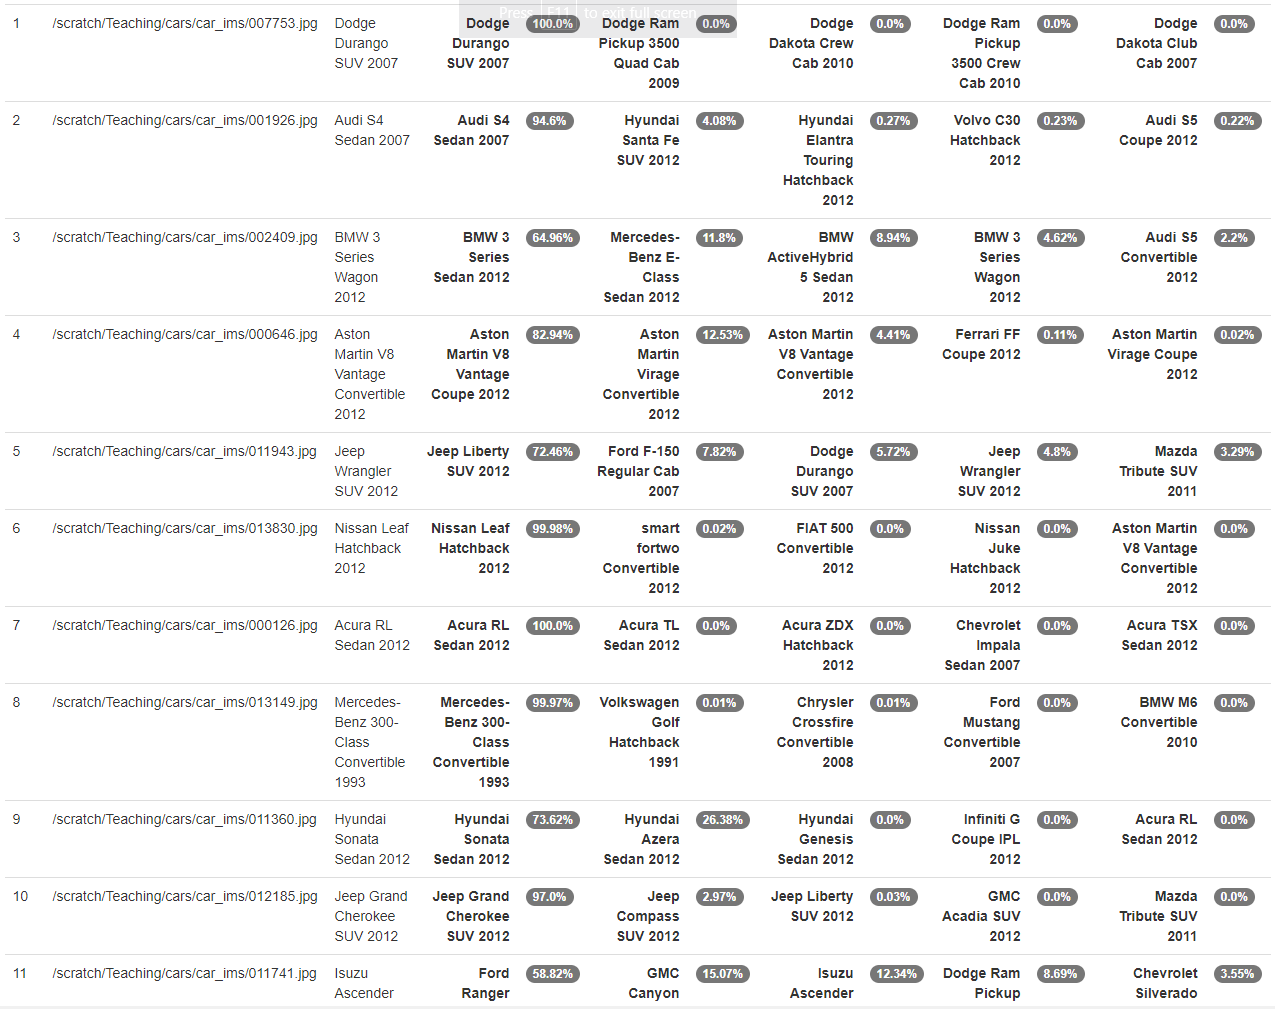 Press F11 to exit full screen
1 /scratch/Teaching/cars/car_ims/007753.jpg Dodge Dodge 100.0% Dodge Ram 0.0% Dodge 0.0% Dodge Ram 0.0% Dodge 0.0%
Durango Durango Pickup 3500 Dakota Crew Pickup Dakota Club
SUV 2007 SUV 2007 Quad Cab Cab 2010 3500 Crew Cab 2007
2009 Cab 2010
2 /scratch/Teaching/cars/car_ims/001926.jpg Audi S4 Audi S4 94.6% Hyundai 4.08% Hyundai 0.27% Volvo C30 0.23% Audi S5 0.22%
Sedan 2007 Sedan 2007 Santa Fe Elantra Hatchback Coupe 2012
SUV 2012 Touring 2012
Hatchback
2012
3 /scratch/Teaching/cars/car_ims/002409.jpg BMW 3 BMW 3 64.96% Mercedes- 11.8% BMW 8.94% BMW 3 4.62% Audi S5 2.2%
Series Series Benz E- ActiveHybrid Series Convertible
Wagon Sedan 2012 Class 5 Sedan Wagon 2012
2012 Sedan 2012 2012 2012
4 /scratch/Teaching/cars/car_ims/000646.jpg Aston Aston 82.94% Aston 12.53% Aston Martin 4.41% Ferrari FF 0.11% Aston Martin 0.02%
Martin V8 Martin V8 Martin V8 Vantage Coupe 2012 Virage Coupe
Vantage Vantage Virage Convertible 2012
Convertible Coupe 2012 Convertible 2012
2012 2012
5 /scratch/Teaching/cars/car_ims/011943.jpg Jeep Jeep Liberty 72.46% Ford F-150 7.82% Dodge 5.72% Jeep 4.8% Mazda 3.29%
Wrangler SUV 2012 Regular Cab Durango Wrangler Tribute SUV
SUV 2012 2007 SUV 2007 SUV 2012 2011
6 /scratch/Teaching/cars/car_ims/013830.jpg Nissan Leaf Nissan Leaf 99.98% smart 0.02% FIAT 500 0.0% Nissan 0.0% Aston Martin 0.0%
Hatchback Hatchback fortwo Convertible Juke V8 Vantage
2012 2012 Convertible 2012 Hatchback Convertible
2012 2012 2012
7 /scratch/Teaching/cars/car_ims/000126.jpg Acura RL Acura RL 100.0% Acura TL 0.0% Acura ZDX 0.0% Chevrolet 0.0% Acura TSX 0.0%
Sedan 2012 Sedan 2012 Sedan 2012 Hatchback Impala Sedan 2012
2012 Sedan 2007
8 /scratch/Teaching/cars/car_ims/013149.jpg Mercedes- Mercedes- 99.97% Volkswagen 0.01% Chrysler 0.01% Ford 0.0% BMW M6 0.0%
Benz 300- Benz 300- Golf Crossfire Mustang Convertible
Class Class Hatchback Convertible Convertible 2010
Convertible Convertible 1991 2008 2007
1993 1993
9 /scratch/Teaching/cars/car_ims/011360.jpg Hyundai Hyundai 73.62% Hyundai 26.38% Hyundai 0.0% Infiniti G 0.0% Acura RL 0.0%
Sonata Sonata Azera Genesis Coupe IPL Sedan 2012
Sedan 2012 Sedan 2012 Sedan 2012 Sedan 2012 2012
10 /scratch/Teaching/cars/car_ims/012185.jpg Jeep Grand Jeep Grand 97.0% Jeep 2.97% Jeep Liberty 0.03% GMC 0.0% Mazda 0.0%
Cherokee Cherokee Compass SUV 2012 Acadia SUV Tribute SUV
SUV 2012 SUV 2012 SUV 2012 2012 2011
11 /scratch/Teaching/cars/car_ims/011741.jpg Isuzu Ford 58.82% GMC 15.07% Isuzu 12.34% Dodge Ram 8.69% Chevrolet 3.55%
Ascender Ranger Canyon Ascender Pickup Silverado